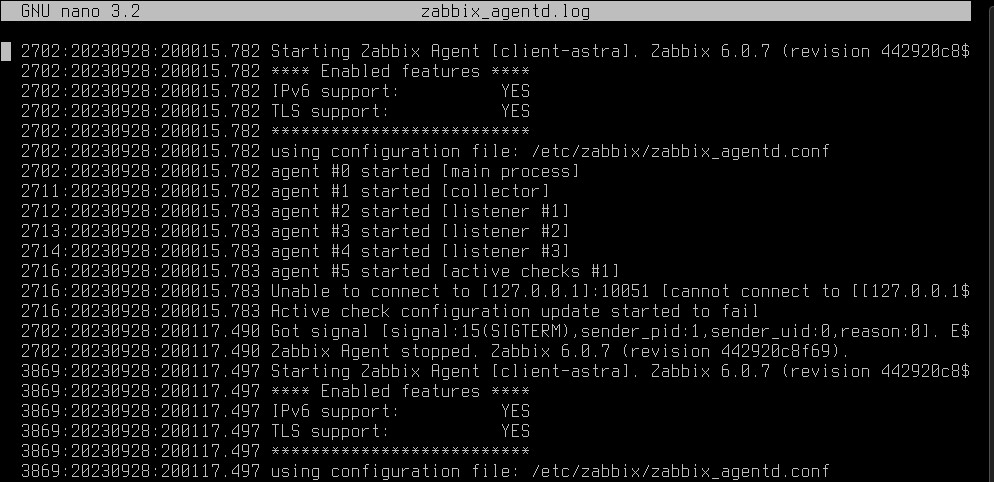 GNU nano 3.2 zabbix_agentd.log
2702:20230928:200015.782 Starting Zabbix Agent [client-astra]. Zabbix 6.0.7 (revision 442920c8$
2702:20230928:200015.782 **** Enabled features ****
2702:20230928:200015.782 IPv6 support: YES
2702:20230928:200015.782 TLS support: YES
2702:20230928:200015.782 **************************
2702:20230928:200015.782 using configuration file: /etc/zabbix/zabbix_agentd.conf
2702:20230928:200015.782 agent #0 started [main process]
2711:20230928:200015.782 agent #1 started [collector]
2712:20230928:200015.783 agent #2 started [listener #1]
2713:20230928:200015.783 agent #3 started [listener #2]
2714:20230928:200015.783 agent #4 started [listener #3]
2716:20230928:200015.783 agent #5 started [active checks #1]
2716:20230928:200015.783 Unable to connect to [127.0.0.1]:10051 [cannot connect to [[127.0.0.1$
2716:20230928:200015.783 Active check configuration update started to fail
2702:20230928:200117.490 Got signal [signal:15(SIGTERM),sender_pid:1,sender_uid:0,reason:0]. E$
2702:20230928:200117.490 Zabbix Agent stopped. Zabbix 6.0.7 (revision 442920c8f69).
3869:20230928:200117.497 Starting Zabbix Agent [client-astra]. Zabbix 6.0.7 (revision 442920c8$
3869:20230928:200117.497 **** Enabled features ****
3869:20230928:200117.497 IPv6 support: YES
3869:20230928:200117.497 TLS support: YES
3869:20230928:200117.497 **************************
3869:20230928:200117.497 using configuration file: /etc/zabbix/zabbix_agentd.conf